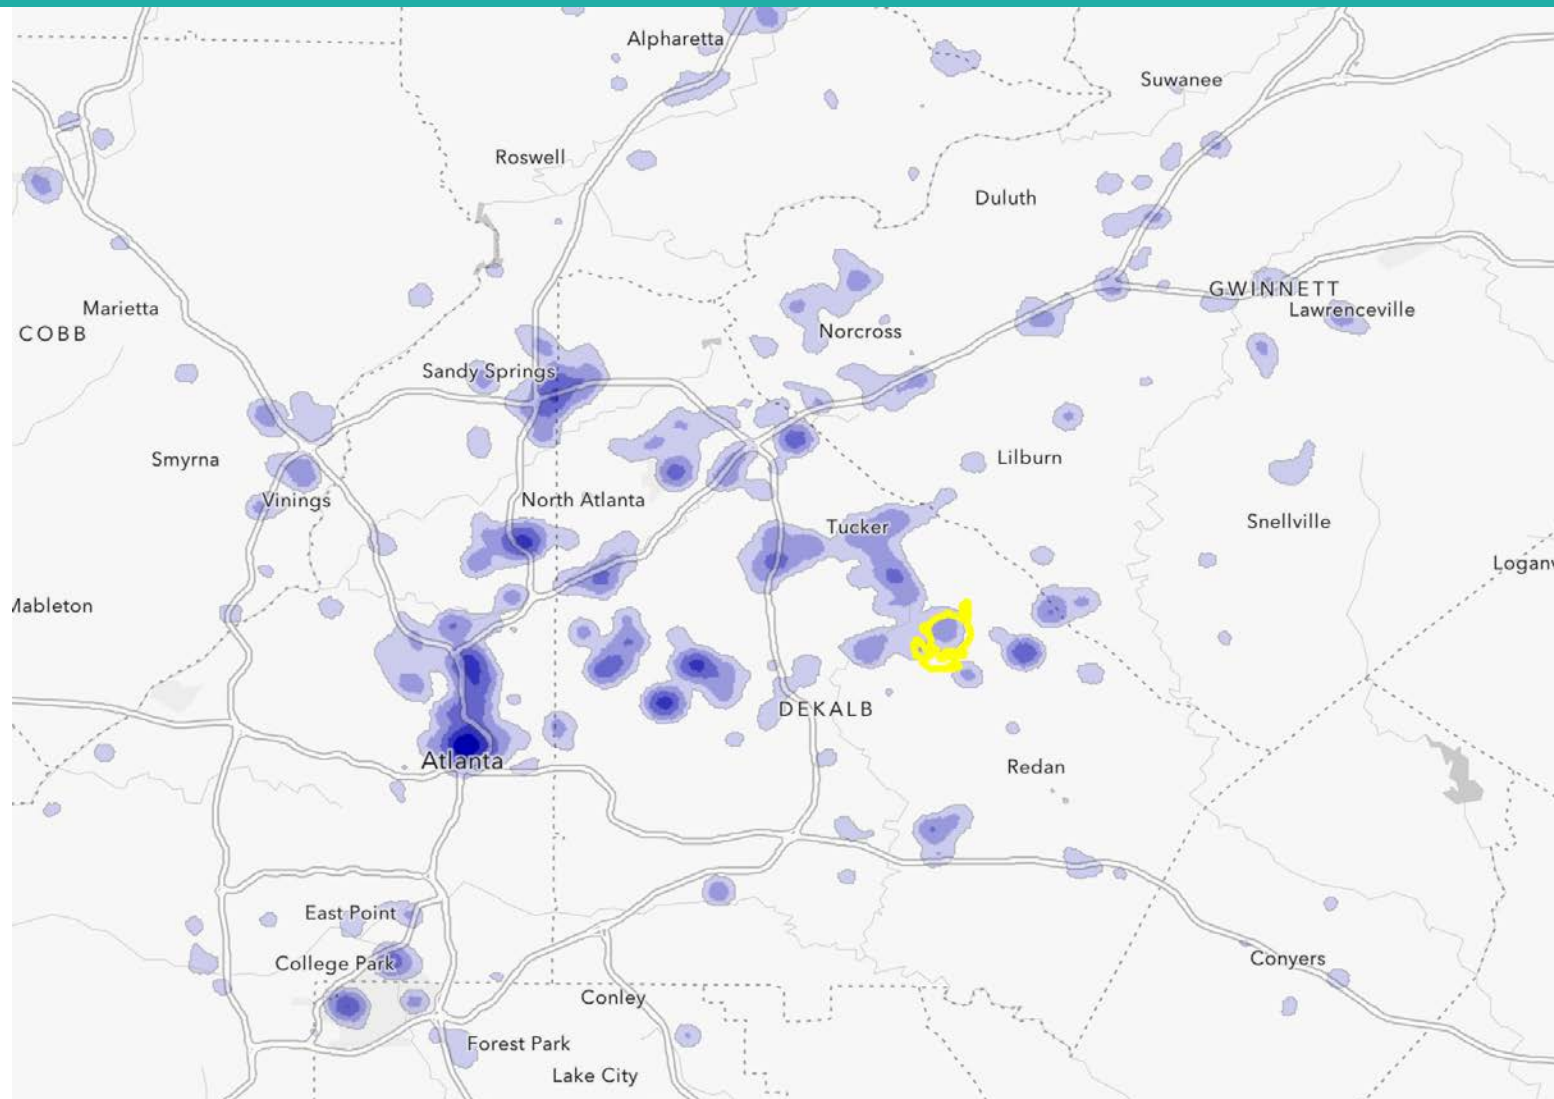 Alpharetta
Suwanee
Roswell
Duluth
GWINNETT
Marietta
Lawrenceville
COBB
Norcross
Sandy Springs
Smyrna
Lilburn
Vinings
North Atlanta
Snellville
Tucker
Logan
Mableton
DEKALB
Atlanta
Redan
East Point
College Park
Conyers
Conley
Forest Park
Lake City